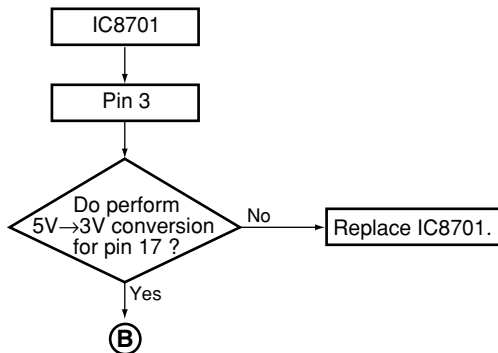 IC8701
Pin 3
Do perform
5V→3V conversion
for pin 17 ?
No
Replace IC8701.
Yes
B